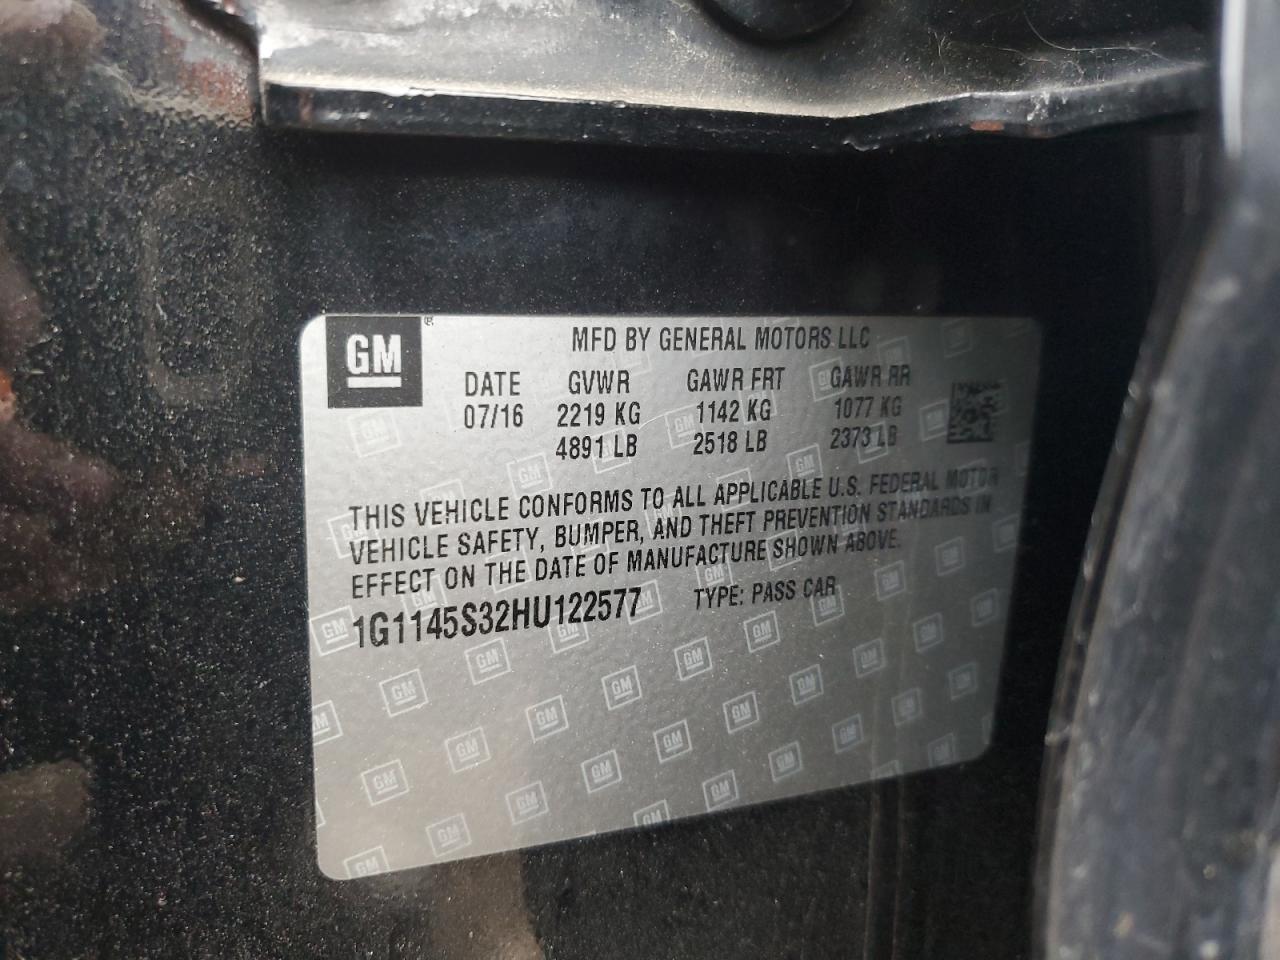 GM
MFD BY GENERAL MOTORS LLC
DATE GVWR GAWR FRT GAWR RR
07/16 2219 KG 1142 KG 1077 KG
4891 LB 2518 LB 2373 LB
THIS VEHICLE CONFORMS TO ALL APPLICABLE U.S. FEDERAL MOTOR
VEHICLE SAFETY, BUMPER, AND THEFT PREVENTION STANDARDS IN
EFFECT ON THE DATE OF MANUFACTURE SHOWN ABOVE.
1G1145S32HU122577 TYPE: PASS CAR